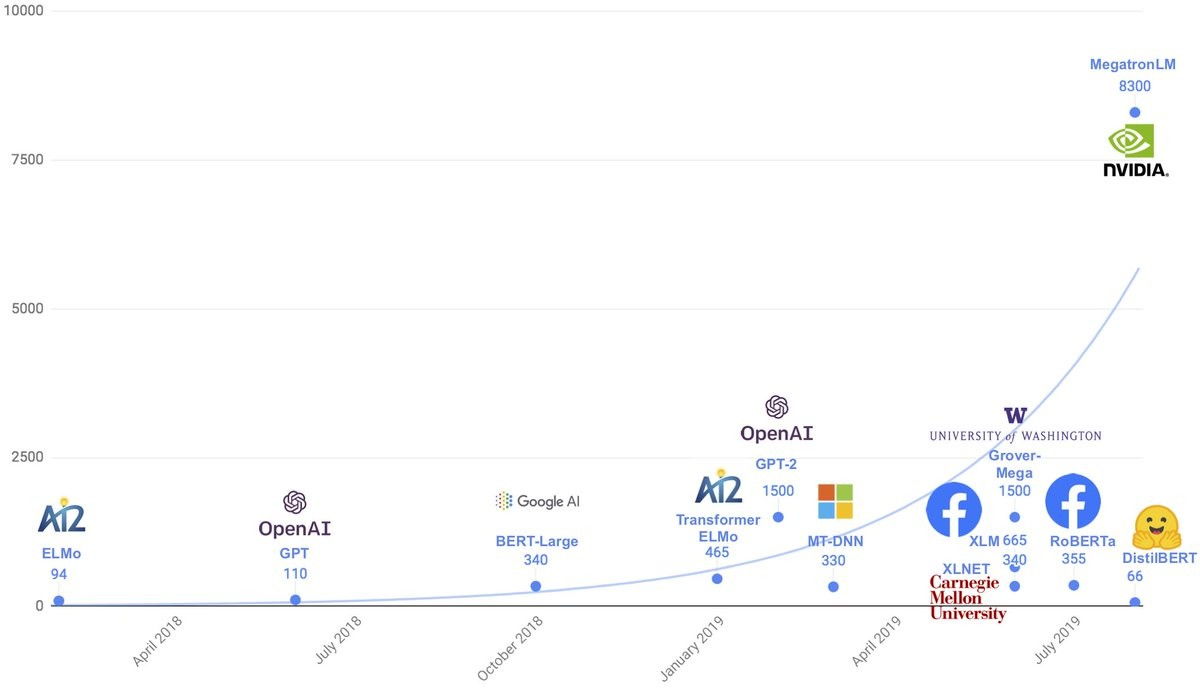 10000
7500
5000
2500
0
April 2018
July 2018
October 2018
January 2019
April 2019
July 2019
Ai2
ELMo
94
OpenAI
GPT
110
Google AI
BERT-Large
340
Ai2
Transformer
ELMo
465
OpenAI
GPT-2
1500
MT-DNN
330
f
XLM 665
XLNET 340
Carnegie
Mellon
University
W
UNIVERSITY of WASHINGTON
Grover-
Mega
1500
f
RoBERTa
355
DistilBERT
66
MegatronLM
8300
NVIDIA.